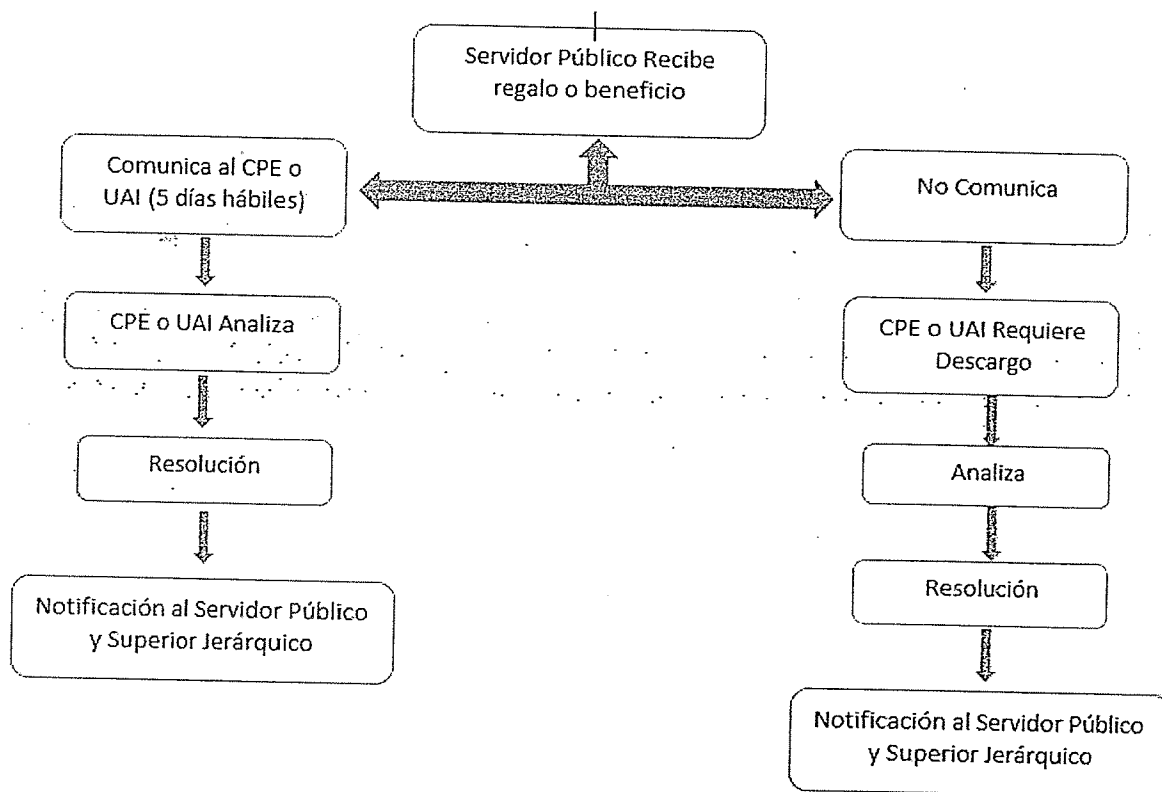 Servidor Público Recibe
regalo o beneficio
Comunica al CPE o
UAI (5 días hábiles)
CPE o UAI Analiza
Resolución
Notificación al Servidor Público
y Superior Jerárquico
No Comunica
CPE o UAI Requiere
Descargo
Analiza
Resolución
Notificación al Servidor Público
y Superior Jerárquico